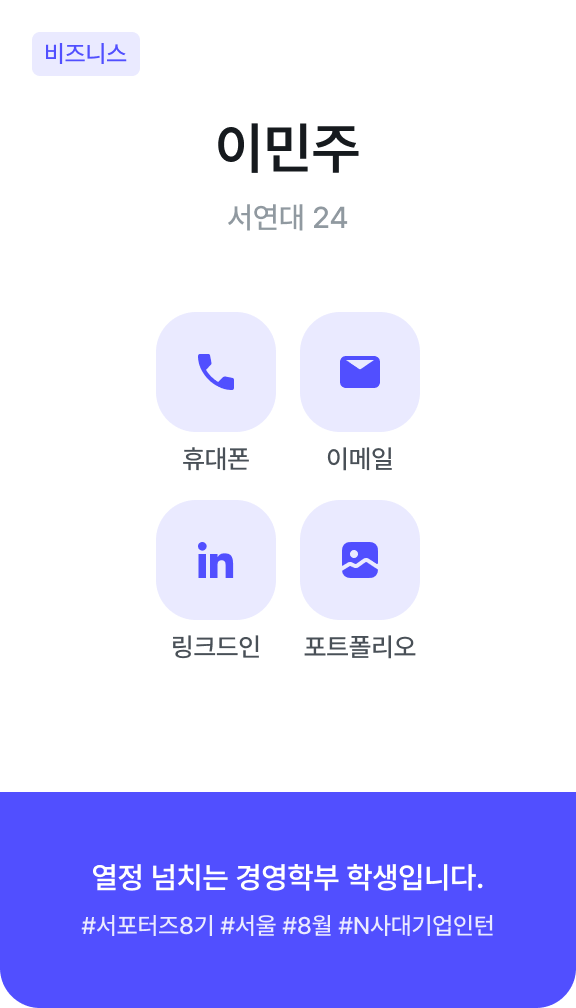 비즈니스
이민주
서연대 24
휴대폰 이메일
in
링크드인 포트폴리오
열정 넘치는 경영학부 학생입니다.
#서포터즈8기 #서울 #8월 #N사대기업인턴